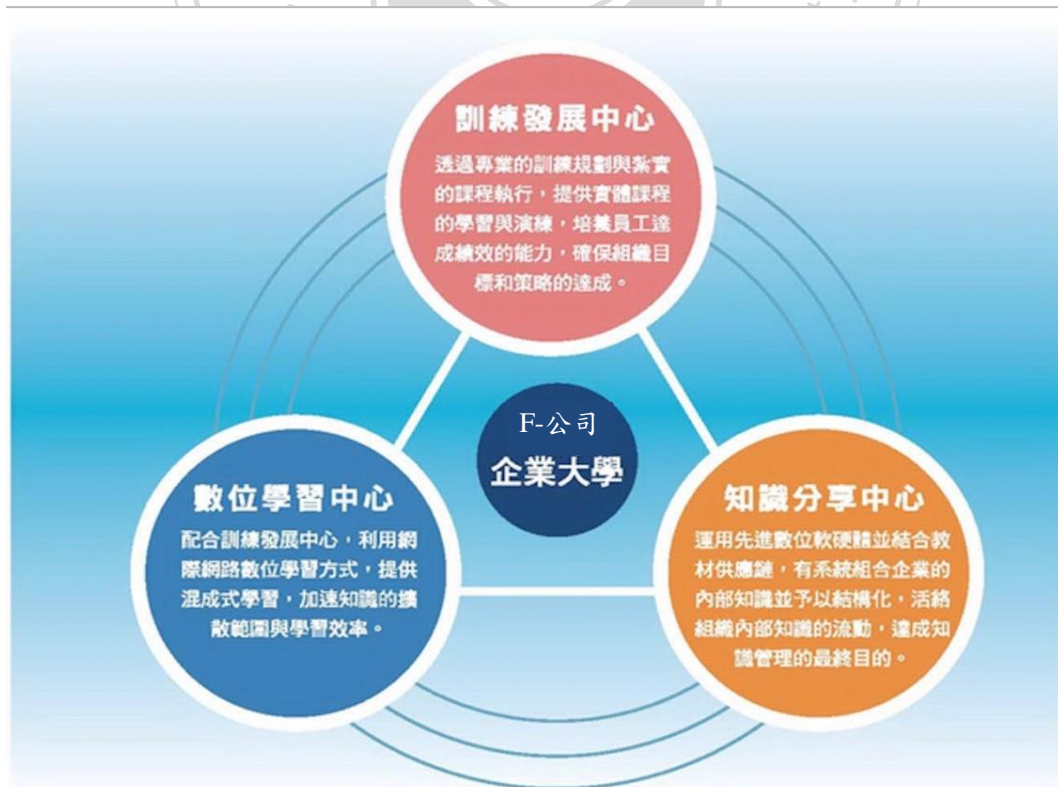 訓練發展中心
透過專業的訓練規劃與紮實
的課程執行，提供實體課程
的學習與演練，培養員工達
成績效的能力，確保組織目
標和策略的達成。
F-公司
企業大學
數位學習中心
配合訓練發展中心，利用網
際網路數位學習方式，提供
混成式學習，加速知識的擴
散範圍與學習效率。
知識分享中心
運用先進數位軟硬體並結合教
材供應鏈，有系統組合企業的
內部知識並予以結構化，活絡
組織內部知識的流動，達成知
識管理的最終目的。